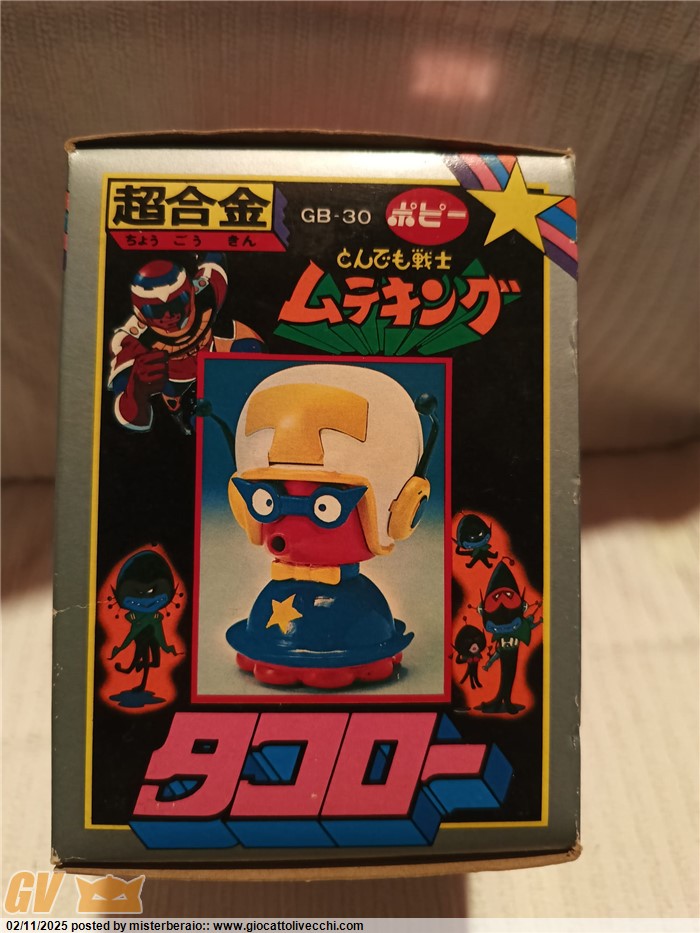 超合金
ちょう ごう きん
GB-30
ポピー
とんでも戦士
ムテキング
T
タコロー
GV
02/11/2025 posted by misterberaio:: www.giocattolivecchi.com